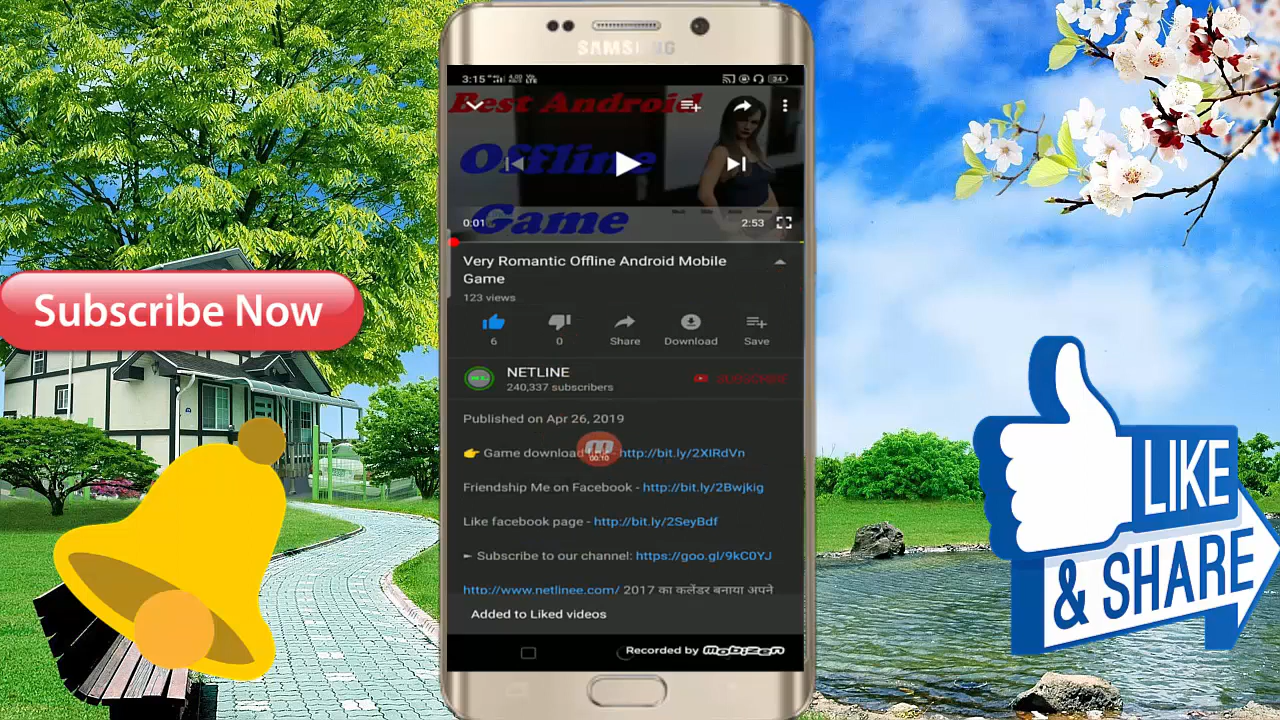 SAMSUNG
3:15
34
Best Android
Offline
Game
0:01
2:53
Very Romantic Offline Android Mobile
Game
123 views
6
0
Share
Download
Save
NETLINE
240,337 subscribers
SUBSCRIBE
Published on Apr 26, 2019
👉 Game download http://bit.ly/2XIRdVn
00:10
Friendship Me on Facebook - http://bit.ly/2Bwjkig
Like facebook page - http://bit.ly/2SeyBdf
► Subscribe to our channel: https://goo.gl/9kC0YJ
http://www.netlinee.com/ 2017 का कलेंडर बनाया अपने
Added to Liked videos
Recorded by mobizen
Subscribe Now
LIKE
& SHARE